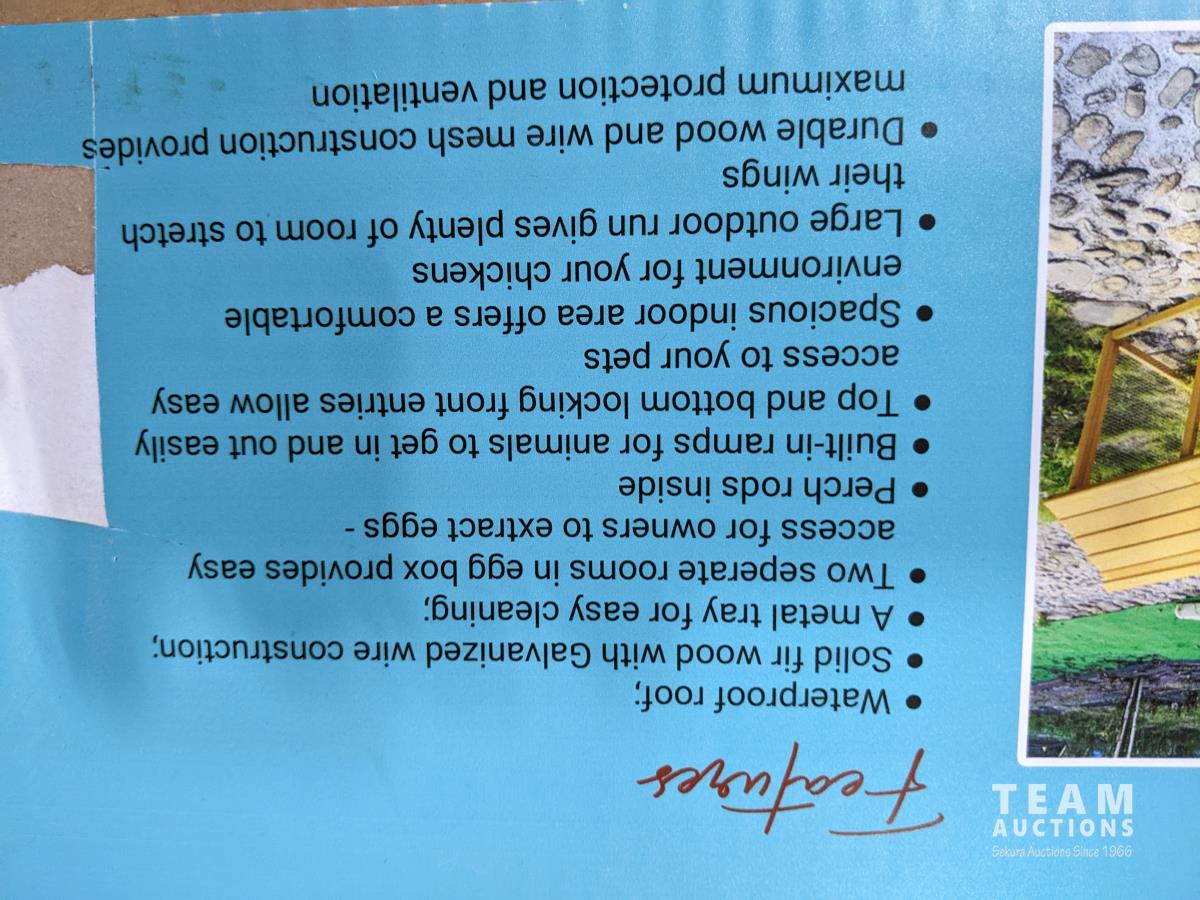 Features
• Waterproof roof;
• Solid fir wood with Galvanized wire construction;
• A metal tray for easy cleaning;
• Two seperate rooms in egg box provides easy
access for owners to extract eggs -
• Perch rods inside
• Built-in ramps for animals to get in and out easily
• Top and bottom locking front entries allow easy
access to your pets
• Spacious indoor area offers a comfortable
environment for your chickens
• Large outdoor run gives plenty of room to stretch
their wings
• Durable wood and wire mesh construction provides
maximum protection and ventilation
TEAM
AUCTIONS
Sekura Auctions Since 1966